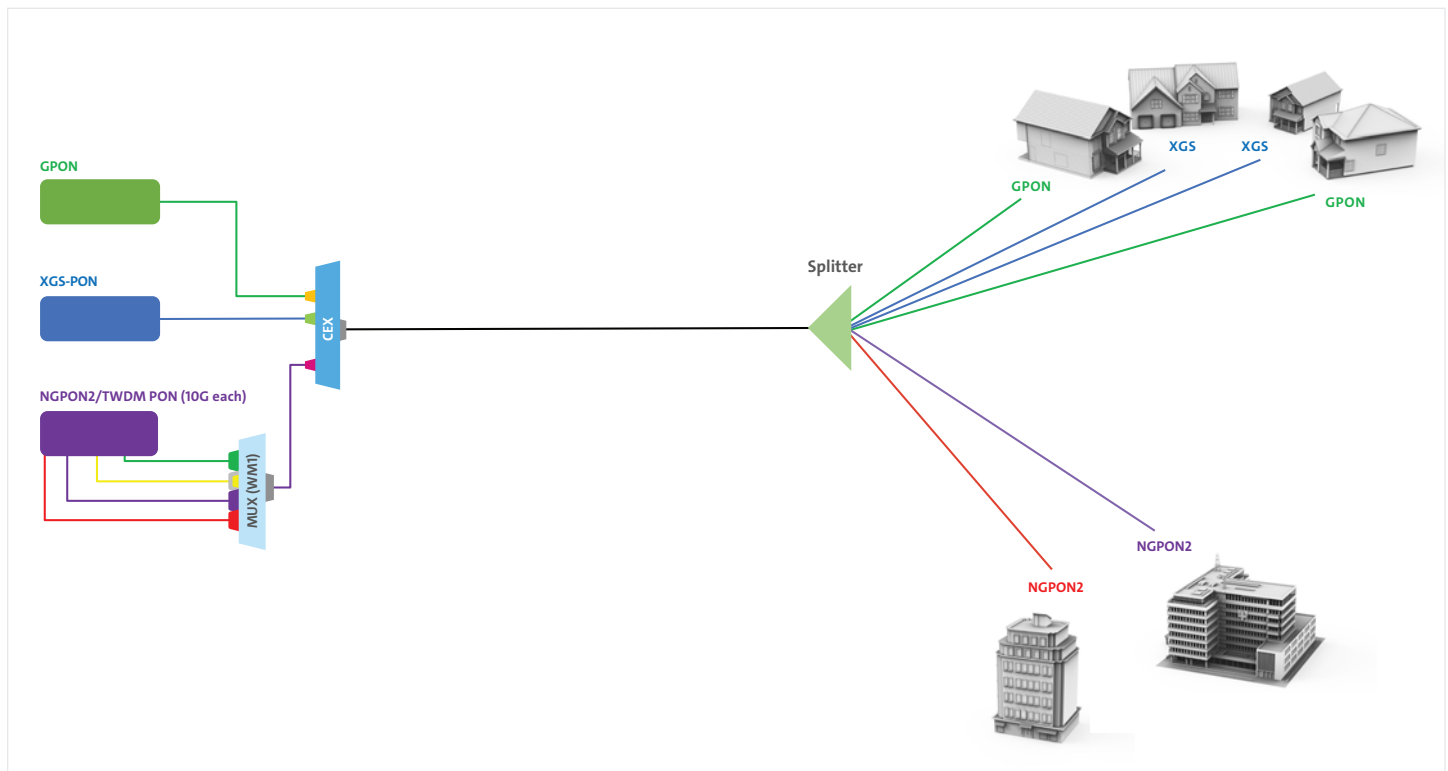 GPON
XGS-PON
NGPON2/TWDM PON (10G each)
MUX (WM1)
CEX
Splitter
XGS
XGS
GPON
GPON
NGPON2
NGPON2